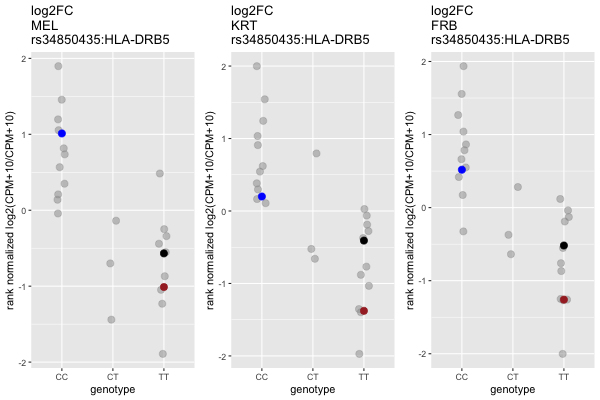 log2FC
MEL
rs34850435:HLA-DRB5
rank normalized log2(CPM+10/CPM+10)
2
1
0
-1
-2
CC CT TT
genotype
log2FC
KRT
rs34850435:HLA-DRB5
rank normalized log2(CPM+10/CPM+10)
2
1
0
-1
-2
CC CT TT
genotype
log2FC
FRB
rs34850435:HLA-DRB5
rank normalized log2(CPM+10/CPM+10)
2
1
0
-1
-2
CC CT TT
genotype